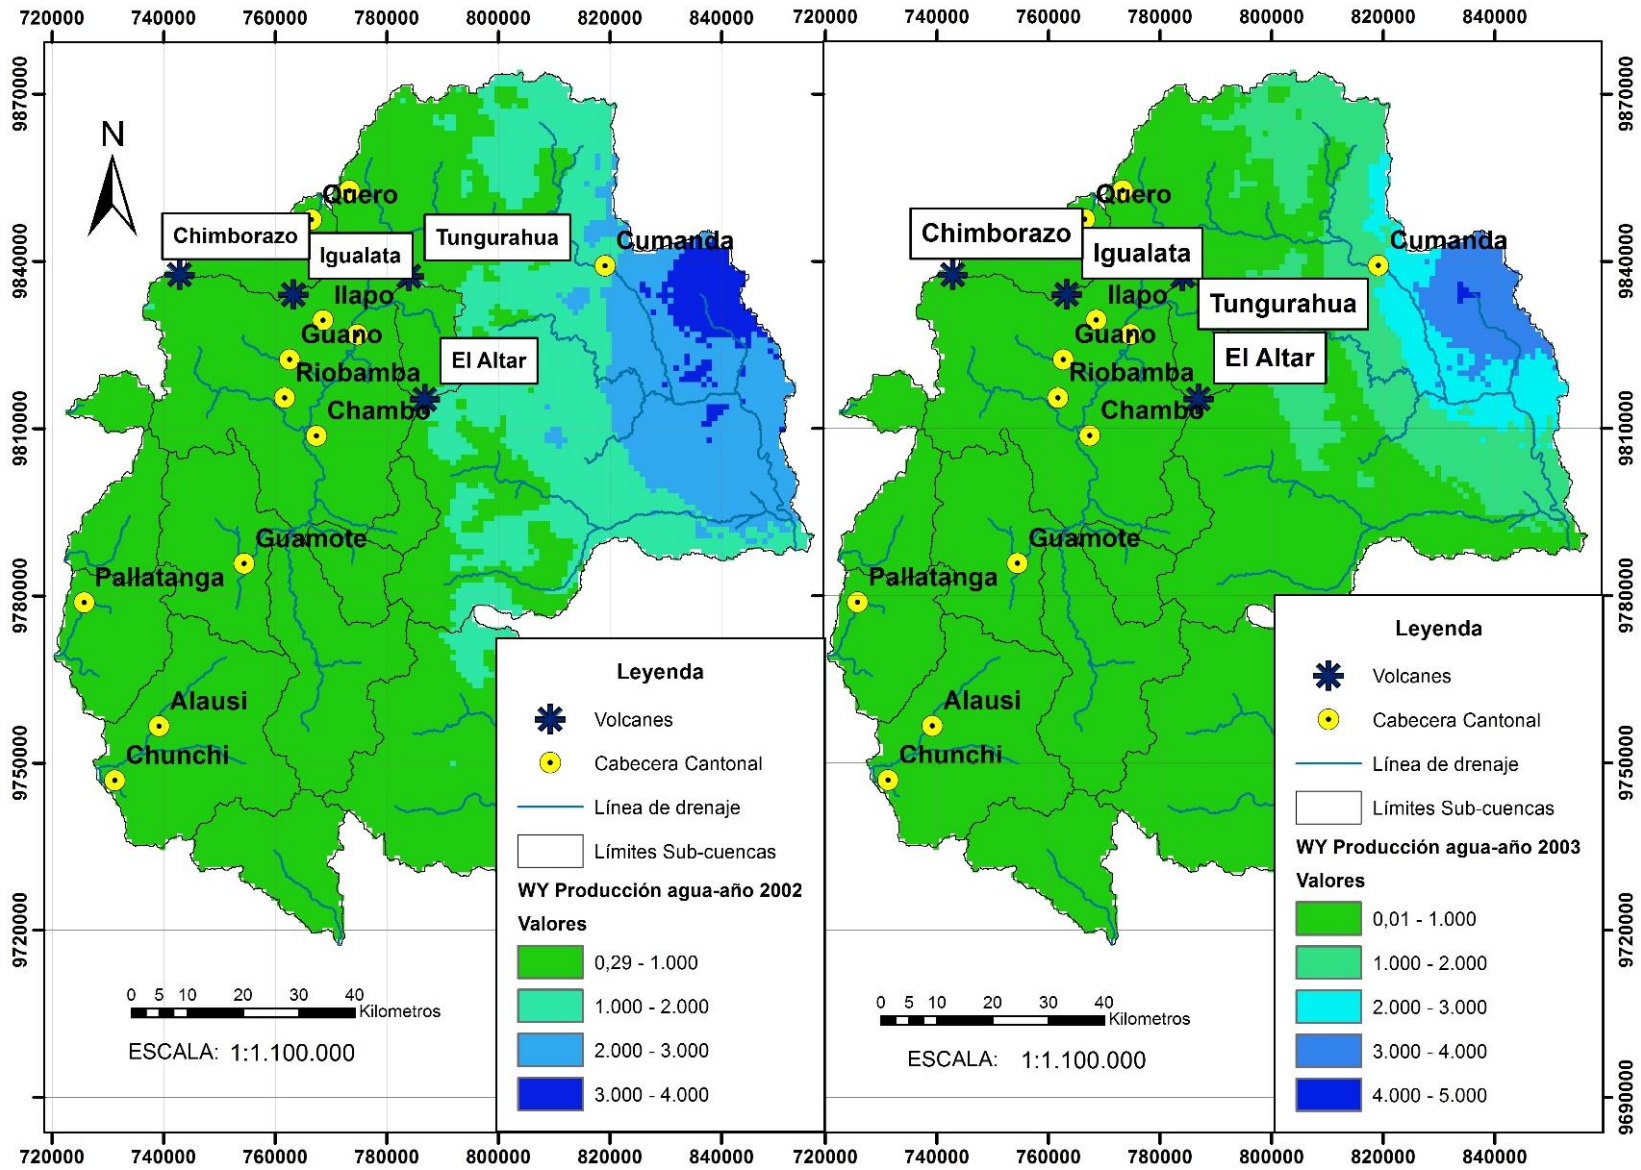 720000 740000 760000 780000 800000 820000 840000 720000 740000 760000 780000 800000 820000 840000
9870000
9840000
9810000
9780000
9750000
9720000
N
Quero
Chimborazo
Igualata
Tungurahua
Cumanda
Ilapo
Guano
El Altar
Riobamba
Chambo
Guamote
Pallatanga
Alausi
Chunchi
0 5 10 20 30 40
Kilometros
ESCALA: 1:1.100.000
Leyenda
Volcanes
Cabecera Cantonal
Línea de drenaje
Límites Sub-cuencas
WY Producción agua-año 2002
Valores
0,29 - 1.000
1.000 - 2.000
2.000 - 3.000
3.000 - 4.000
Quero
Chimborazo
Igualata
Cumanda
Ilapo
Tungurahua
Guano
El Altar
Riobamba
Chambo
Guamote
Pallatanga
Alausi
Chunchi
0 5 10 20 30 40
Kilometros
ESCALA: 1:1.100.000
Leyenda
Volcanes
Cabecera Cantonal
Línea de drenaje
Límites Sub-cuencas
WY Producción agua-año 2003
Valores
0,01 - 1.000
1.000 - 2.000
2.000 - 3.000
3.000 - 4.000
4.000 - 5.000
9870000
9840000
9810000
9780000
9750000
9720000
9690000
720000 740000 760000 780000 800000 820000 840000 720000 740000 760000 780000 800000 820000 840000